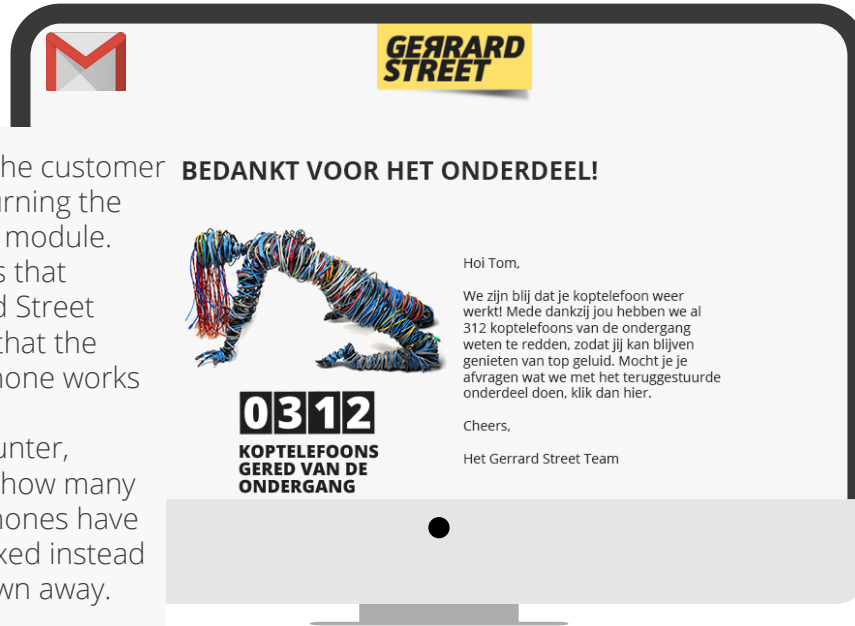 GERRARD
STREET
he customer
urning the
module.
s that
d Street
that the
hone works
unter,
how many
hones have
xed instead
wn away.
BEDANKT VOOR HET ONDERDEEL!
Hoi Tom,
We zijn blij dat je koptelefoon weer
werkt! Mede dankzij jou hebben we al
312 koptelefoons van de ondergang
weten te redden, zodat jij kan blijven
genieten van top geluid. Mocht je je
afvragen wat we met het teruggestuurde
onderdeel doen, klik dan hier.
Cheers,
Het Gerrard Street Team
0312
KOPTELEFOONS
GERED VAN DE
ONDERGANG